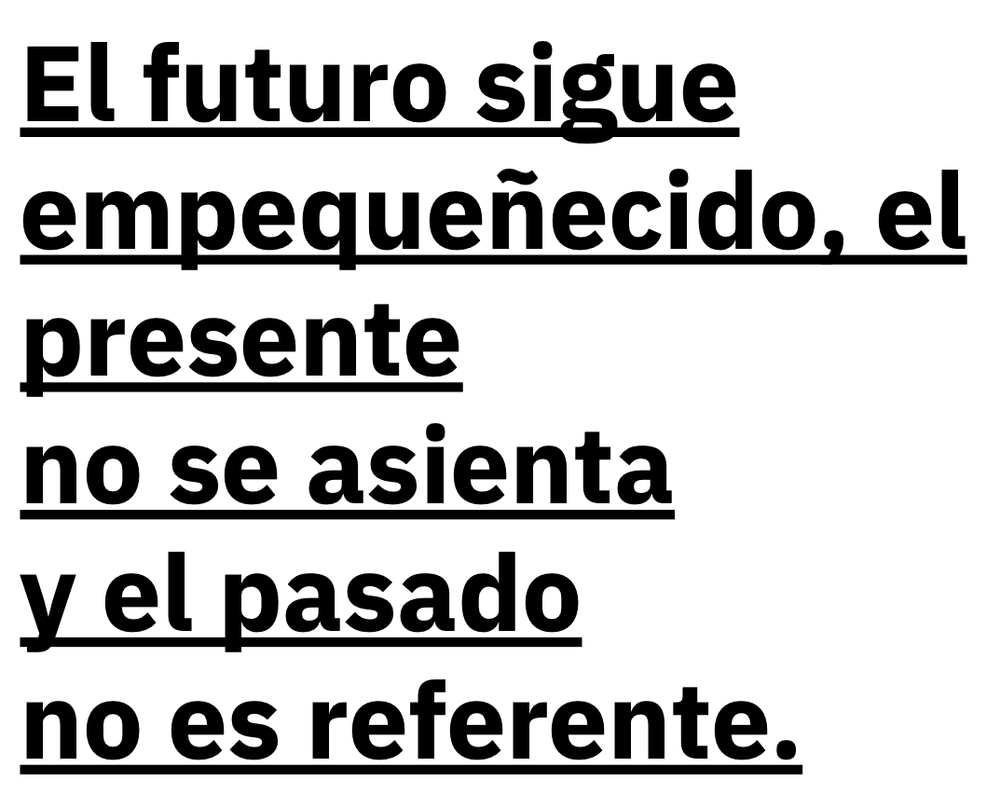 El futuro sigue
empequeñecido, el
presente
no se asienta
y el pasado
no es referente.